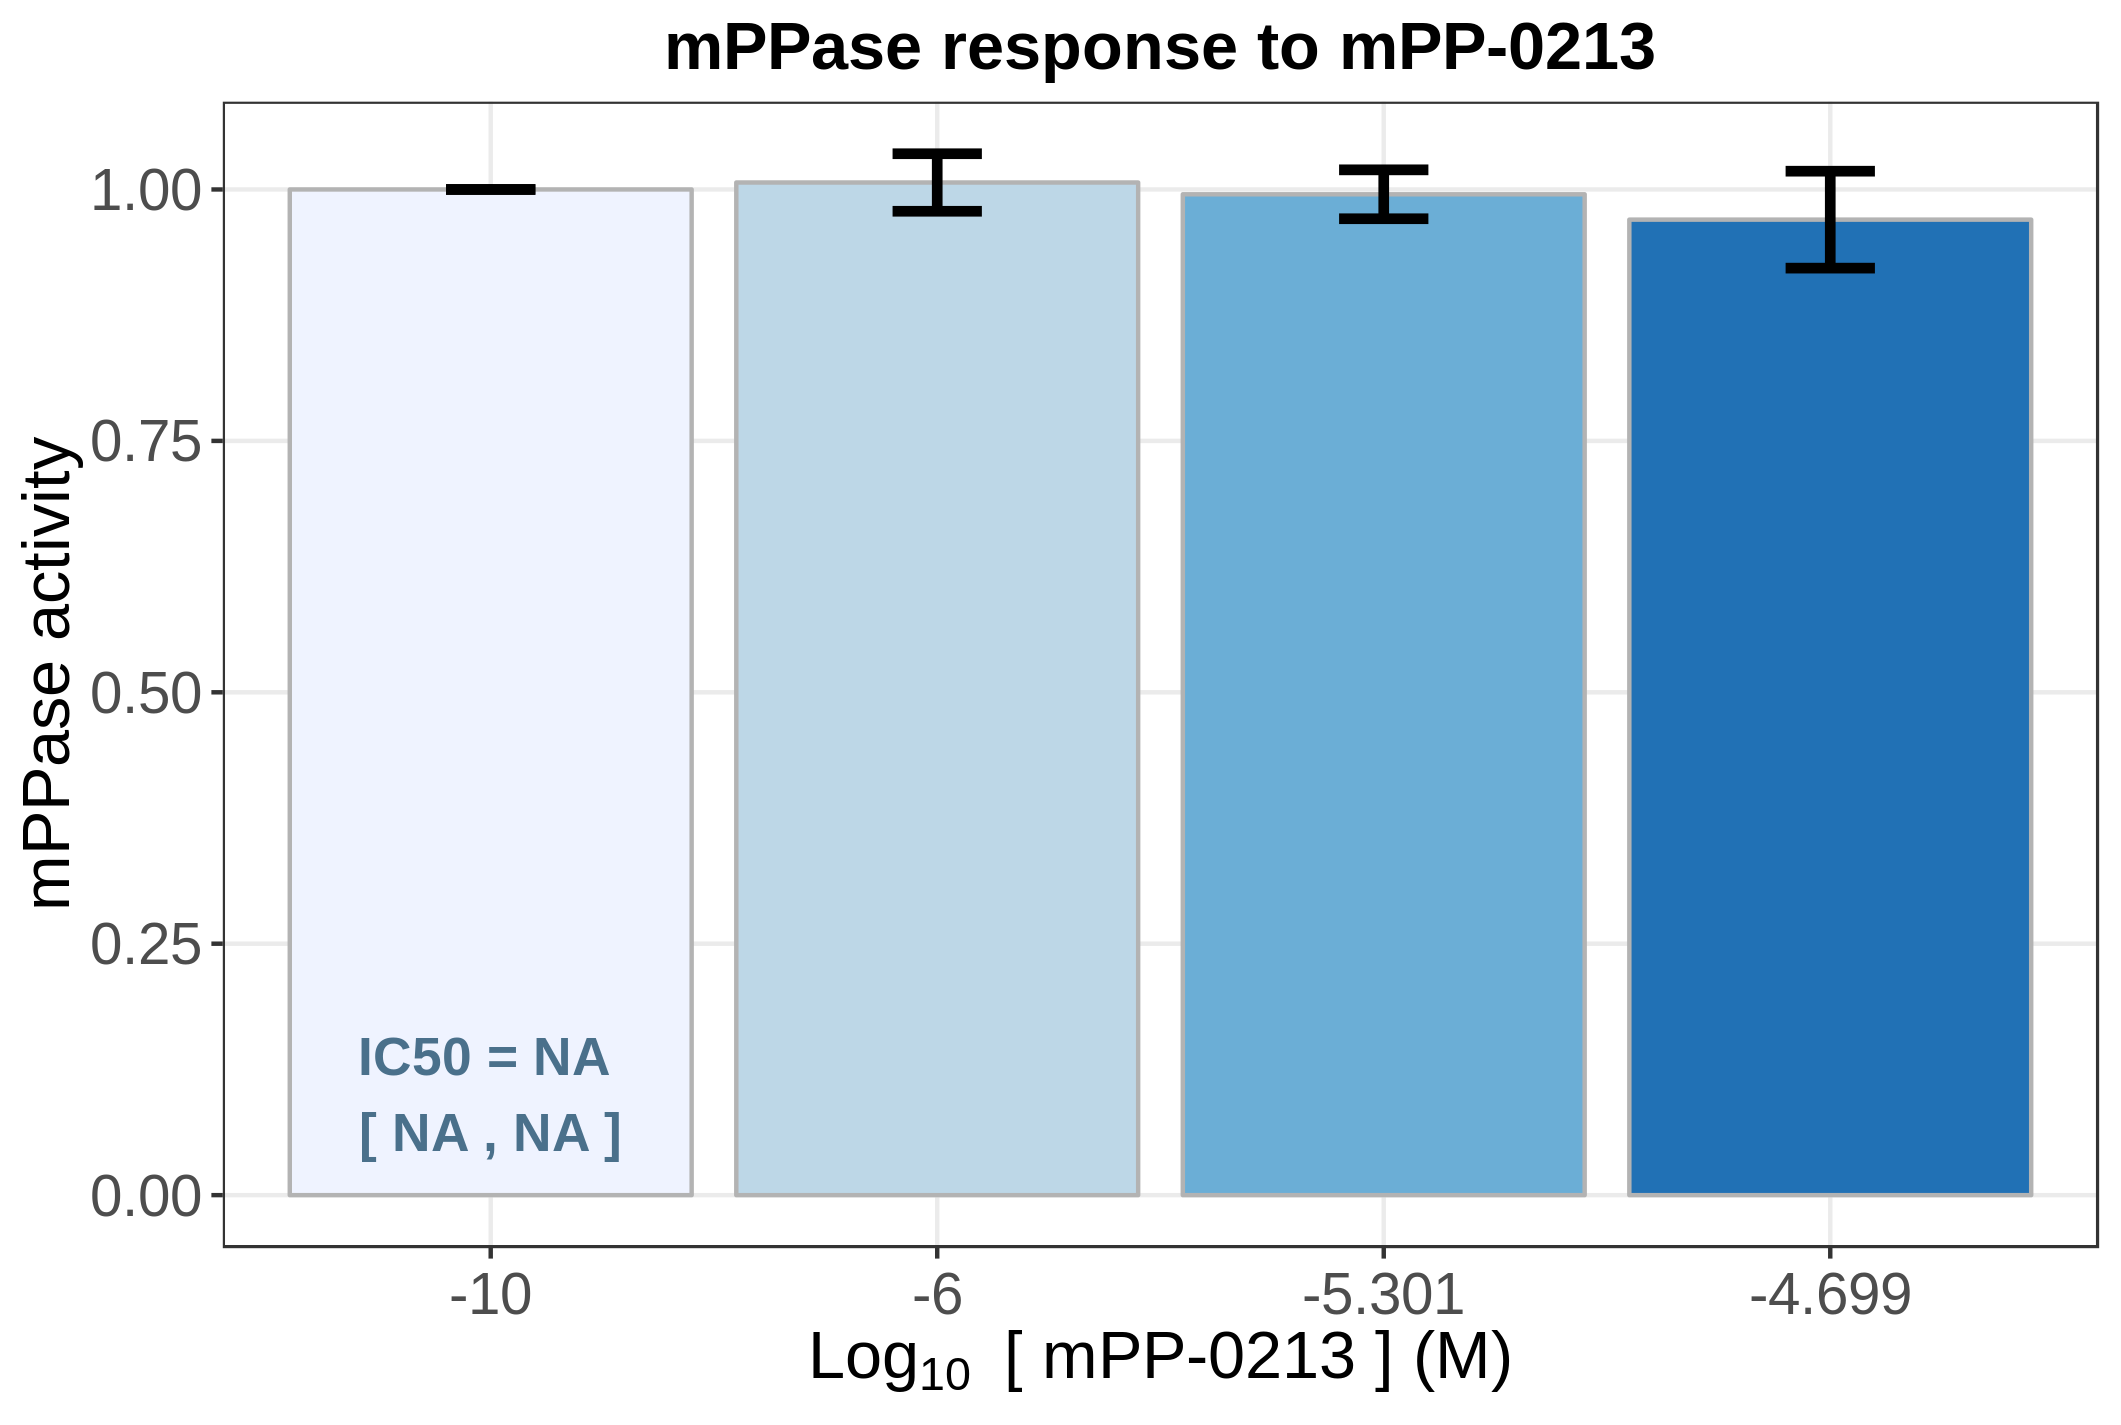 mPPase response to mPP-0213
mPPase activity
1.00
0.75
0.50
0.25
0.00
IC50 = NA
[ NA , NA ]
-10
-6
-5.301
-4.699
Log10 [ mPP-0213 ] (M)